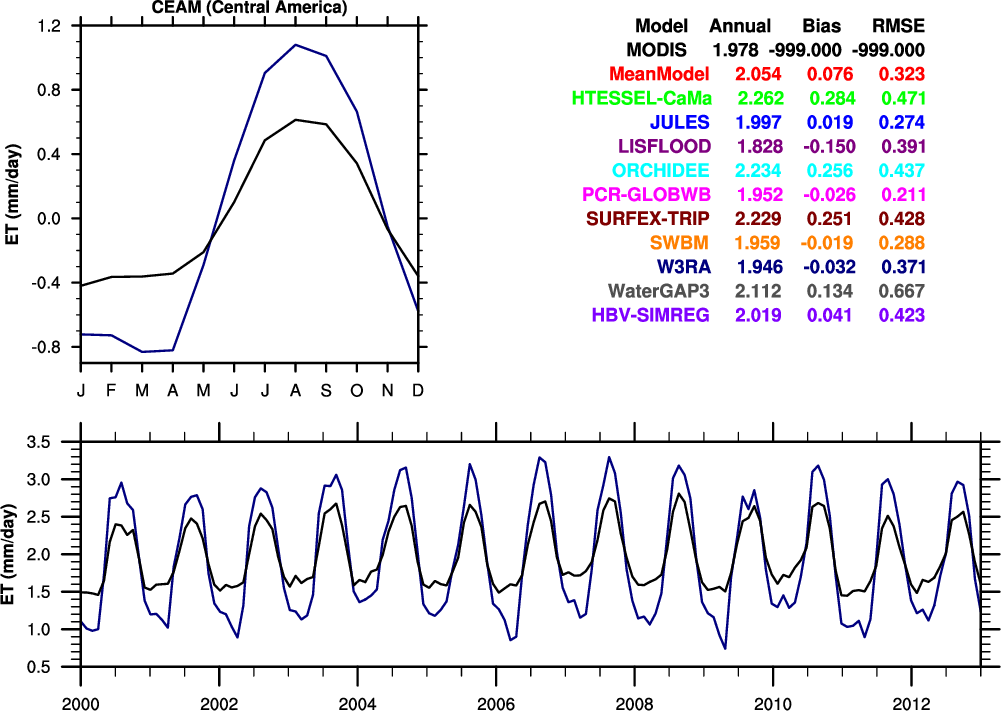 CEAM (Central America)
1.2
0.8
0.4
0.0
-0.4
-0.8
ET (mm/day)
J F M A M J J A S O N D
Model Annual Bias RMSE
MODIS 1.978 -999.000 -999.000
MeanModel 2.054 0.076 0.323
HTESSEL-CaMa 2.262 0.284 0.471
JULES 1.997 0.019 0.274
LISFLOOD 1.828 -0.150 0.391
ORCHIDEE 2.234 0.256 0.437
PCR-GLOBWB 1.952 -0.026 0.211
SURFEX-TRIP 2.229 0.251 0.428
SWBM 1.959 -0.019 0.288
W3RA 1.946 -0.032 0.371
WaterGAP3 2.112 0.134 0.667
HBV-SIMREG 2.019 0.041 0.423
3.5
3.0
2.5
2.0
1.5
1.0
0.5
ET (mm/day)
2000 2002 2004 2006 2008 2010 2012